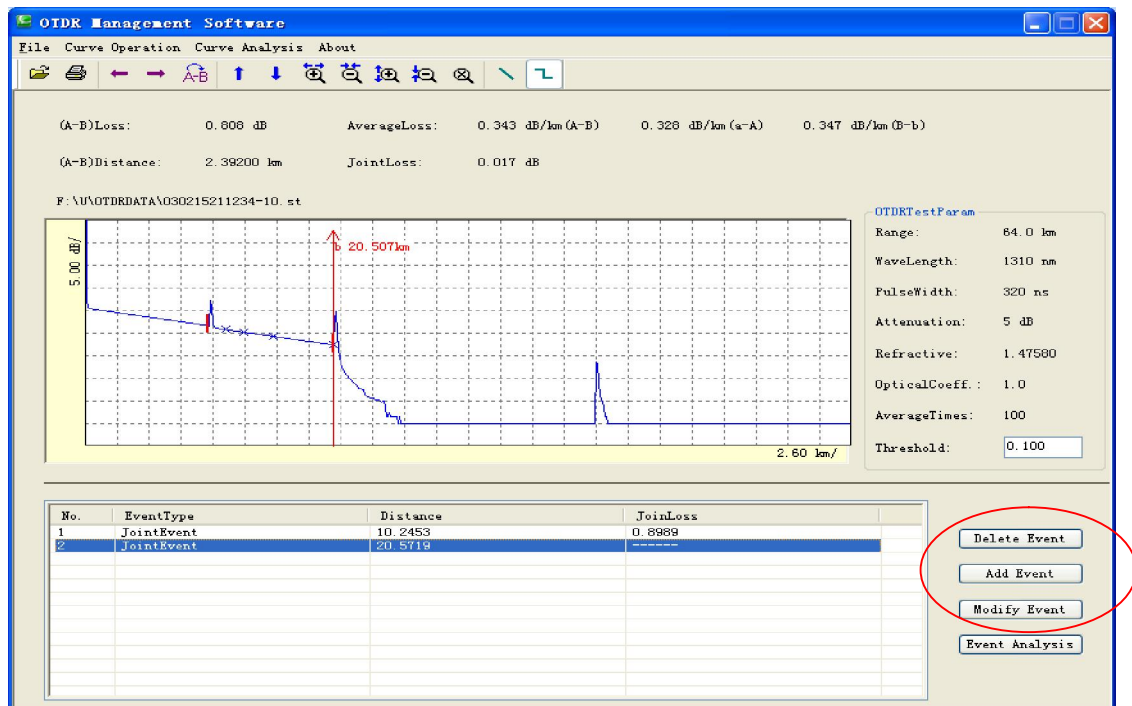 OTDR Management Software
File Curve Operation Curve Analysis About
A-B
(A-B)Loss: 0.808 dB AverageLoss: 0.343 dB/km(A-B) 0.328 dB/km(a-A) 0.347 dB/km(B-b)
(A-B)Distance: 2.39200 km JointLoss: 0.017 dB
F:\U\OTDRDATA\030215211234-10.st
5.00 dB/
b 20.507km
2.60 km/
OTDRTestParam
Range: 64.0 km
WaveLength: 1310 nm
PulseWidth: 320 ns
Attenuation: 5 dB
Refractive: 1.47580
OpticalCoeff.: 1.0
AverageTimes: 100
Threshold: 0.100
No. EventType Distance JoinLoss
1 JointEvent 10.2453 0.8989
2 JointEvent 20.5719 ------
Delete Event
Add Event
Modify Event
Event Analysis